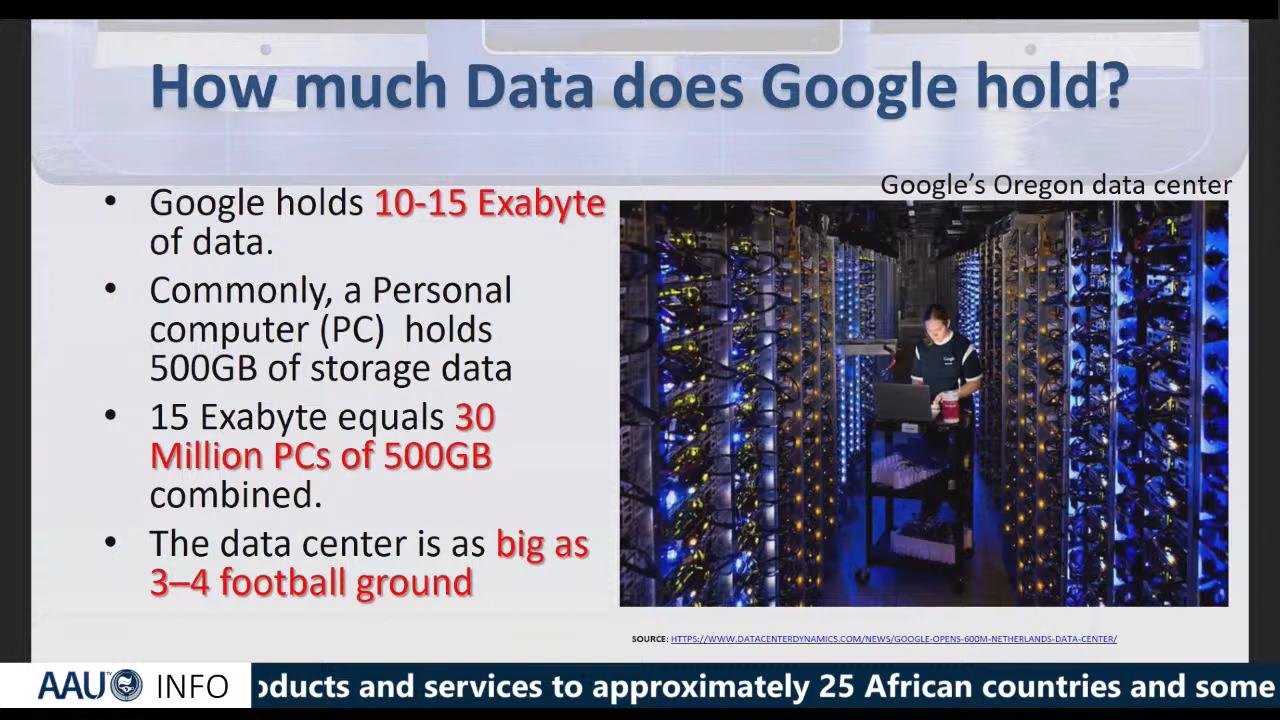 How much Data does Google hold?
Google's Oregon data center
• Google holds 10-15 Exabyte
of data.
• Commonly, a Personal
computer (PC) holds
500GB of storage data
• 15 Exabyte equals 30
Million PCs of 500GB
combined.
• The data center is as big as
3–4 football ground
Google
SOURCE: HTTPS://WWW.DATACENTERDYNAMICS.COM/NEWS/GOOGLE-OPENS-600M-NETHERLANDS-DATA-CENTER/
AAU INFO
oducts and services to approximately 25 African countries and some